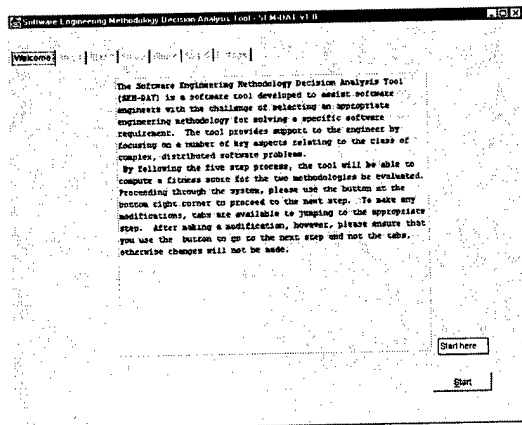 Software Engineering Methodology Decision Analysis Tool - SEM-DAT v1.0
Welcome
The Software Engineering Methodology Decision Analysis Tool
(SEM-DAT) is a software tool developed to assist software
engineers with the challenge of selecting an appropriate
engineering methodology for solving a specific software
requirement. The tool provides support to the engineer by
focusing on a number of key aspects relating to the class of
complex, distributed software problems.
By following the five step process, the tool will be able to
compute a fitness score for the two methodologies be evaluated.
Proceeding through the system, please use the button at the
bottom right corner to proceed to the next step. To make any
modifications, tabs are available to jumping to the appropriate
step. After making a modification, however, please ensure that
you use the button to go to the next step and not the tabs,
otherwise changes will not be made.
Start here
Start